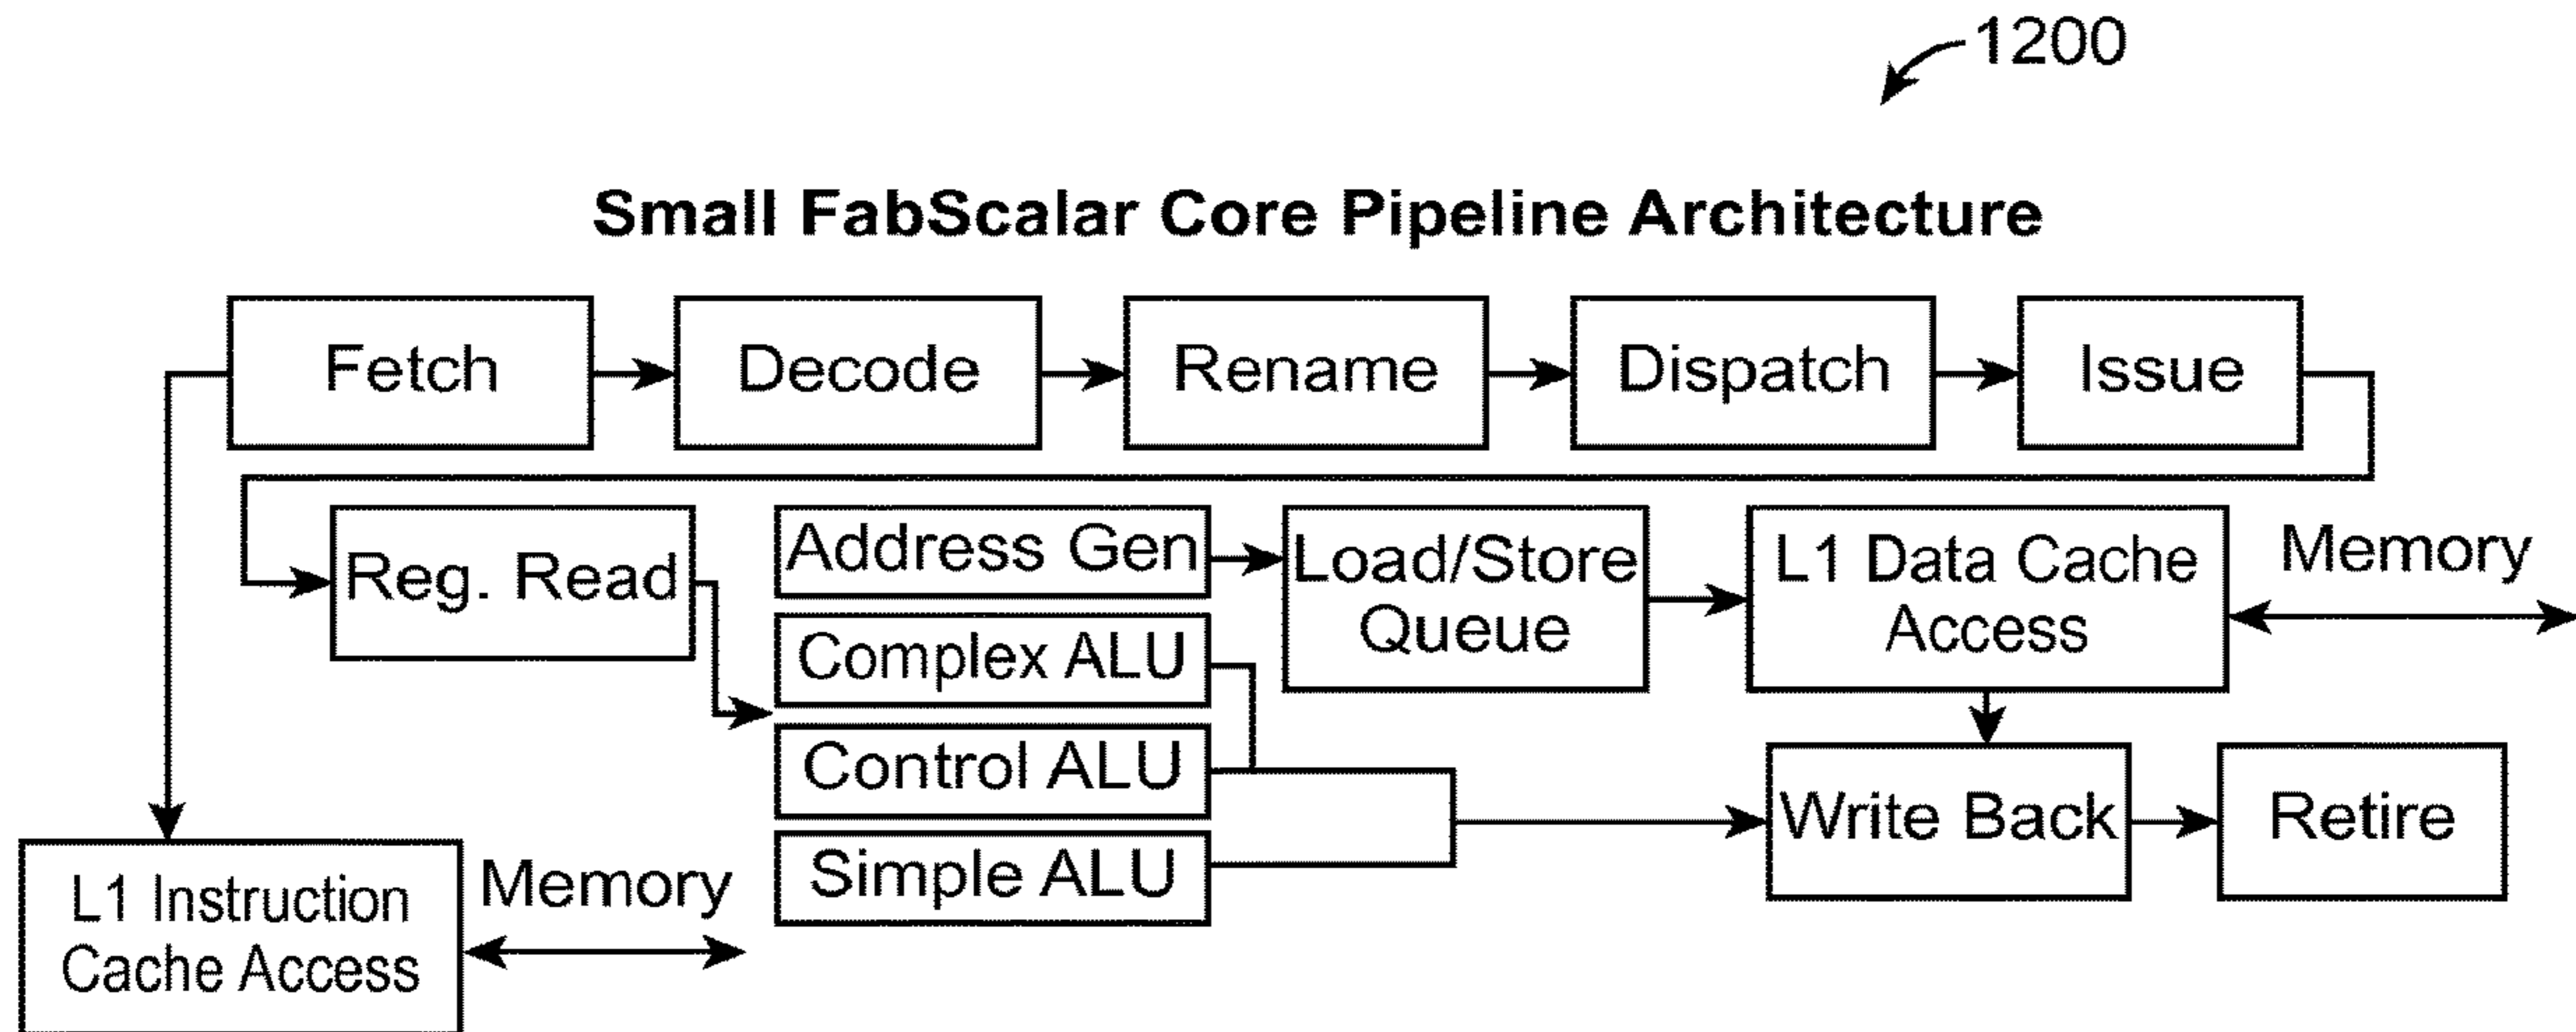 1200
Small FabScalar Core Pipeline Architecture
Fetch
Decode
Rename
Dispatch
Issue
Reg. Read
Address Gen
Complex ALU
Control ALU
Simple ALU
Load/Store
Queue
L1 Data Cache
Access
Memory
Write Back
Retire
L1 Instruction
Cache Access
Memory